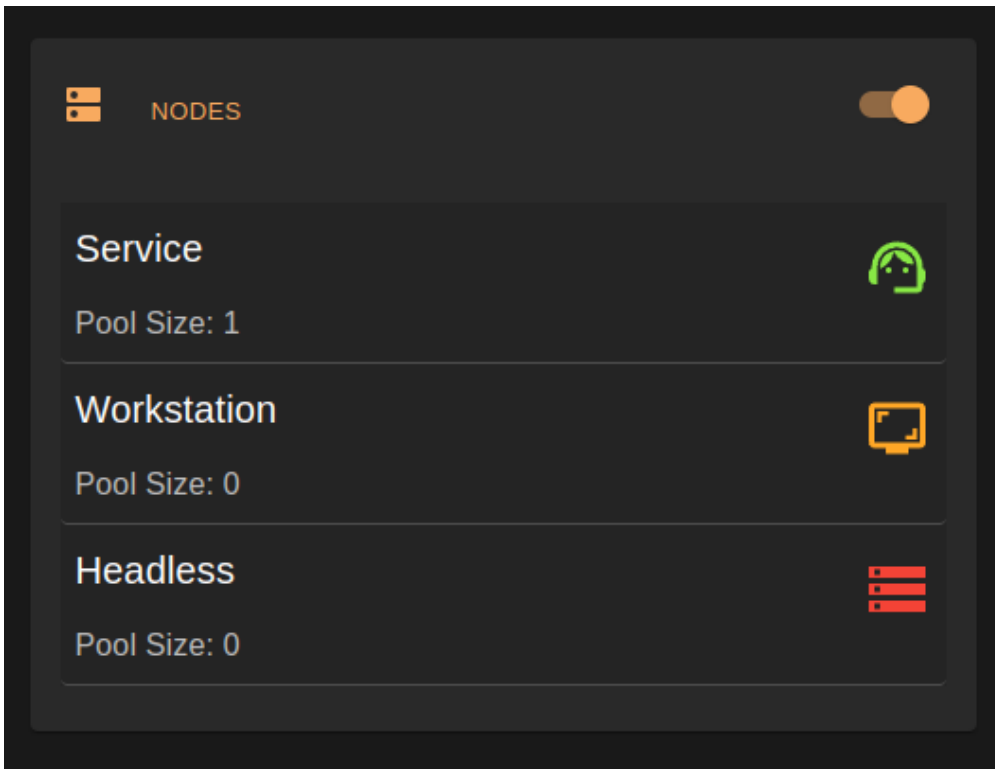 NODES
Service
Pool Size: 1
Workstation
Pool Size: 0
Headless
Pool Size: 0